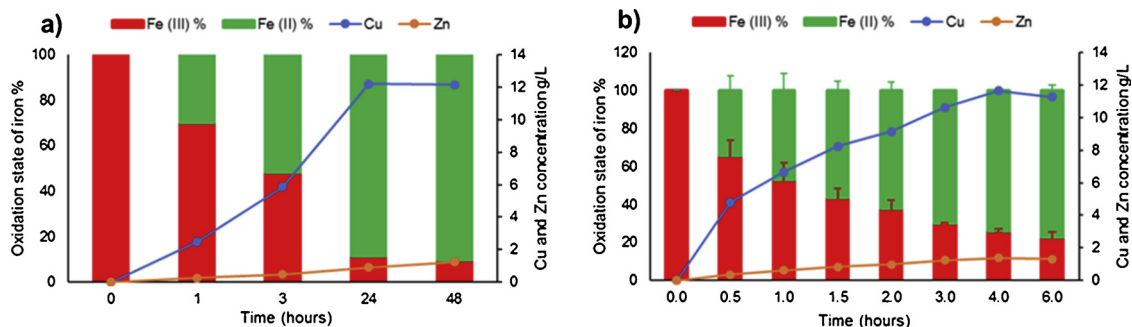 a)
Fe (III) % Fe (II) % Cu Zn
100
80
60
40
20
0
Oxidation state of iron %
14
12
10
8
6
4
2
0
Cu and Zn concentration g/L
0 1 3 24 48
Time (hours)
b)
Fe (III) % Fe (II) % Cu Zn
120
100
80
60
40
20
0
Oxidation state of iron %
14
12
10
8
6
4
2
0
Cu and Zn concentration g/L
0.0 0.5 1.0 1.5 2.0 3.0 4.0 6.0
Time (hours)